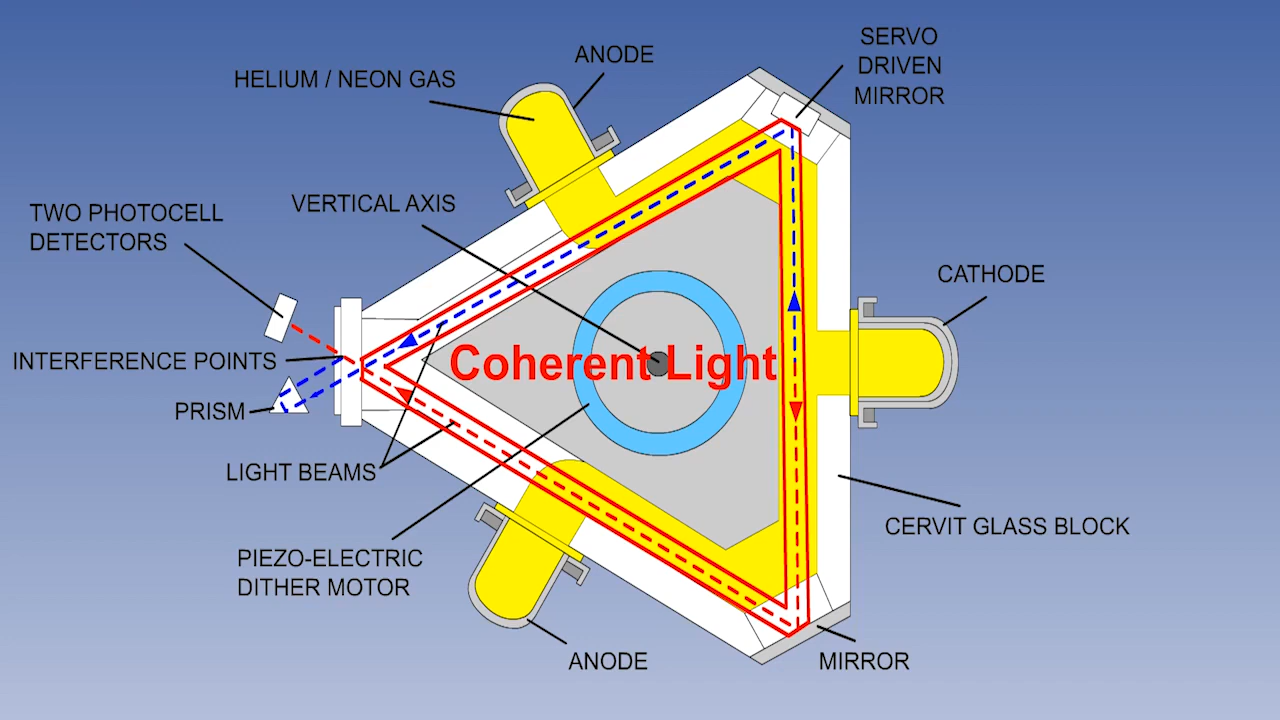 SERVO
DRIVEN
MIRROR
ANODE
HELIUM / NEON GAS
VERTICAL AXIS
TWO PHOTOCELL
DETECTORS
CATHODE
INTERFERENCE POINTS
Coherent Light
PRISM
LIGHT BEAMS
CERVIT GLASS BLOCK
PIEZO-ELECTRIC
DITHER MOTOR
ANODE
MIRROR